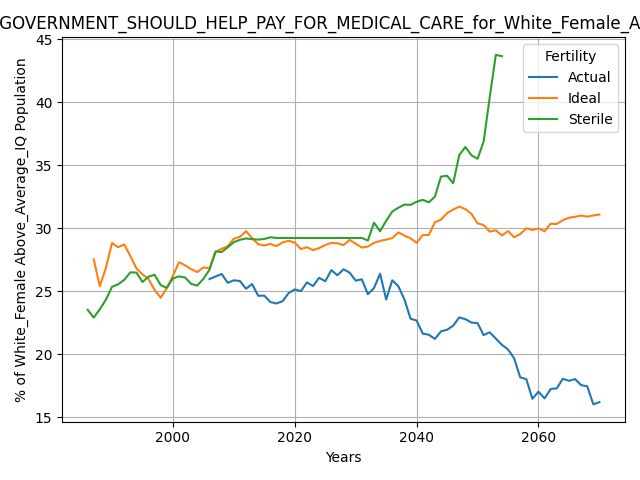 GOVERNMENT_SHOULD_HELP_PAY_FOR_MEDICAL_CARE_for_White_Female_A
% of White_Female Above_Average_IQ Population
45
40
35
30
25
20
15
Fertility
Actual
Ideal
Sterile
2000
2020
2040
2060
Years